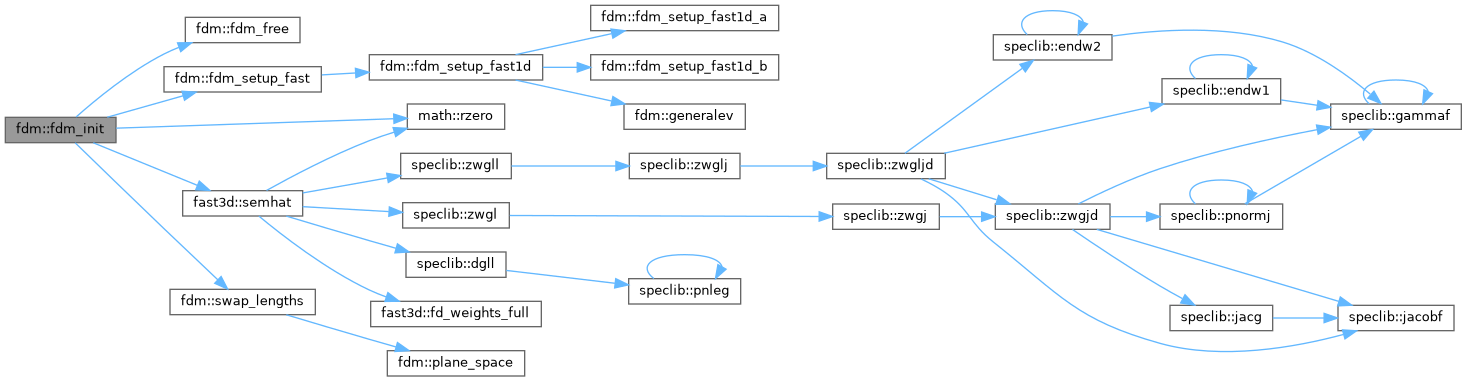 fdm::fdm_init
fdm::fdm_free
fdm::fdm_setup_fast
fdm::fdm_setup_fast1d
fdm::fdm_setup_fast1d_a
fdm::fdm_setup_fast1d_b
fdm::generalev
math::rzero
fast3d::semhat
speclib::zwgll
speclib::zwglj
speclib::zwgljd
speclib::endw2
speclib::endw1
speclib::gammaf
speclib::zwgl
speclib::zwgj
speclib::zwgjd
speclib::pnormj
speclib::dgll
speclib::pnleg
speclib::jacg
speclib::jacobf
fast3d::fd_weights_full
fdm::swap_lengths
fdm::plane_space